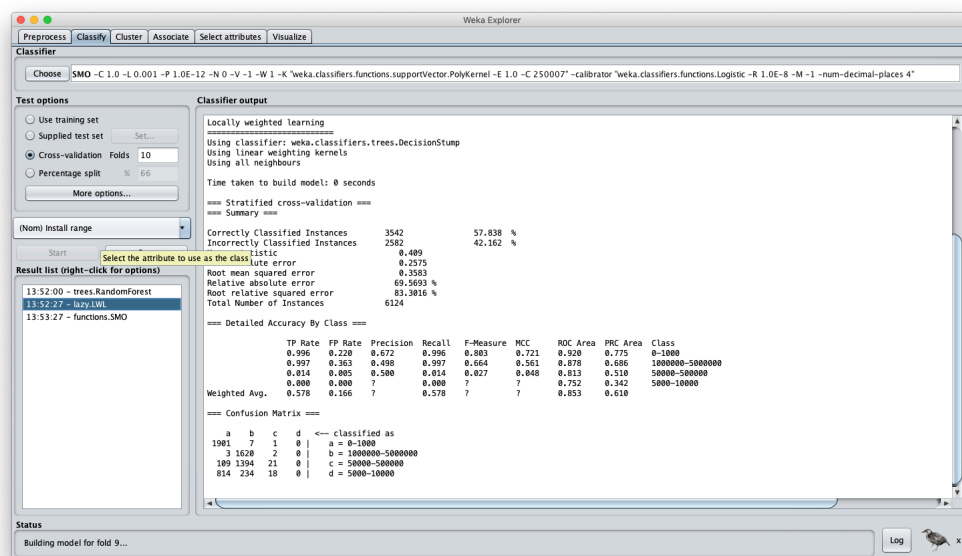 Weka Explorer
Preprocess Classify Cluster Associate Select attributes Visualize
Classifier
Choose SMO -C 1.0 -L 0.001 -P 1.0E-12 -N 0 -V -1 -W 1 -K "weka.classifiers.functions.supportVector.PolyKernel -E 1.0 -C 250007" -calibrator "weka.classifiers.functions.Logistic -R 1.0E-8 -M -1 -num-decimal-places 4"
Test options
Use training set
Supplied test set Set...
Cross-validation Folds 10
Percentage split % 66
More options...
(Nom) Install range
Start
Select the attribute to use as the class
Result list (right-click for options)
13:52:00 - trees.RandomForest
13:52:27 - lazy.LWL
13:53:27 - functions.SMO
Classifier output
Locally weighted learning
===========================
Using classifier: weka.classifiers.trees.DecisionStump
Using linear weighting kernels
Using all neighbours
Time taken to build model: 0 seconds
=== Stratified cross-validation ===
=== Summary ===
Correctly Classified Instances 3542 57.838 %
Incorrectly Classified Instances 2582 42.162 %
0.409
0.2575
Root mean squared error 0.3583
Relative absolute error 69.5693 %
Root relative squared error 83.3016 %
Total Number of Instances 6124
=== Detailed Accuracy By Class ===
TP Rate FP Rate Precision Recall F-Measure MCC ROC Area PRC Area Class
0.996 0.220 0.672 0.996 0.803 0.721 0.920 0.775 0-1000
0.997 0.363 0.498 0.997 0.664 0.561 0.878 0.686 1000000-5000000
0.014 0.005 0.500 0.014 0.027 0.048 0.813 0.510 50000-500000
0.000 0.000 ? 0.000 ? ? 0.752 0.342 5000-10000
Weighted Avg. 0.578 0.166 ? 0.578 ? ? 0.853 0.610
=== Confusion Matrix ===
a b c d <-- classified as
1901 7 1 0 | a = 0-1000
3 1620 2 0 | b = 1000000-5000000
109 1394 21 0 | c = 50000-500000
814 234 18 0 | d = 5000-10000
Status
Building model for fold 9...
Log
x